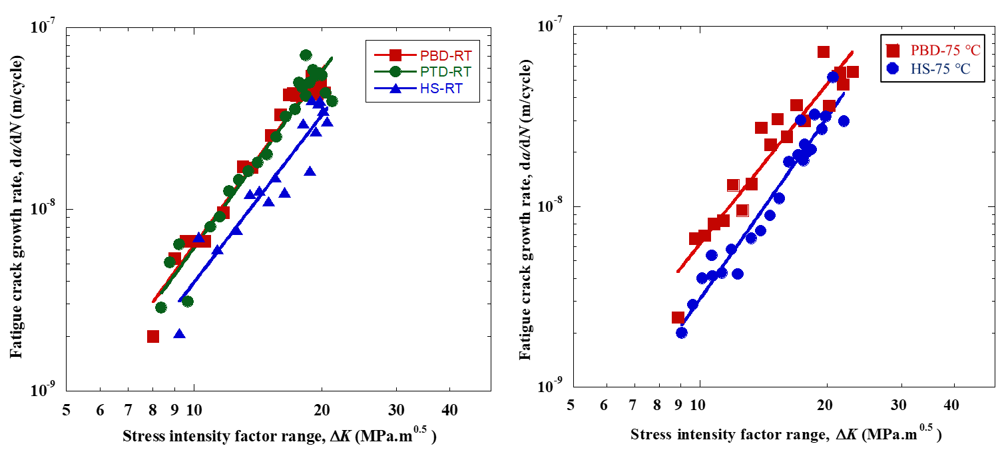 Fatigue crack growth rate, da/dN (m/cycle)
10-7
10-8
10-9
PBD-RT
PTD-RT
HS-RT
5 6 7 8 9 10 20 30 40
Stress intensity factor range, ΔK (MPa.m0.5 )
Fatigue crack growth rate, da/dN (m/cycle)
10-7
10-8
10-9
PBD-75 °C
HS-75 °C
5 6 7 8 9 10 20 30 40
Stress intensity factor range, ΔK (MPa.m0.5 )